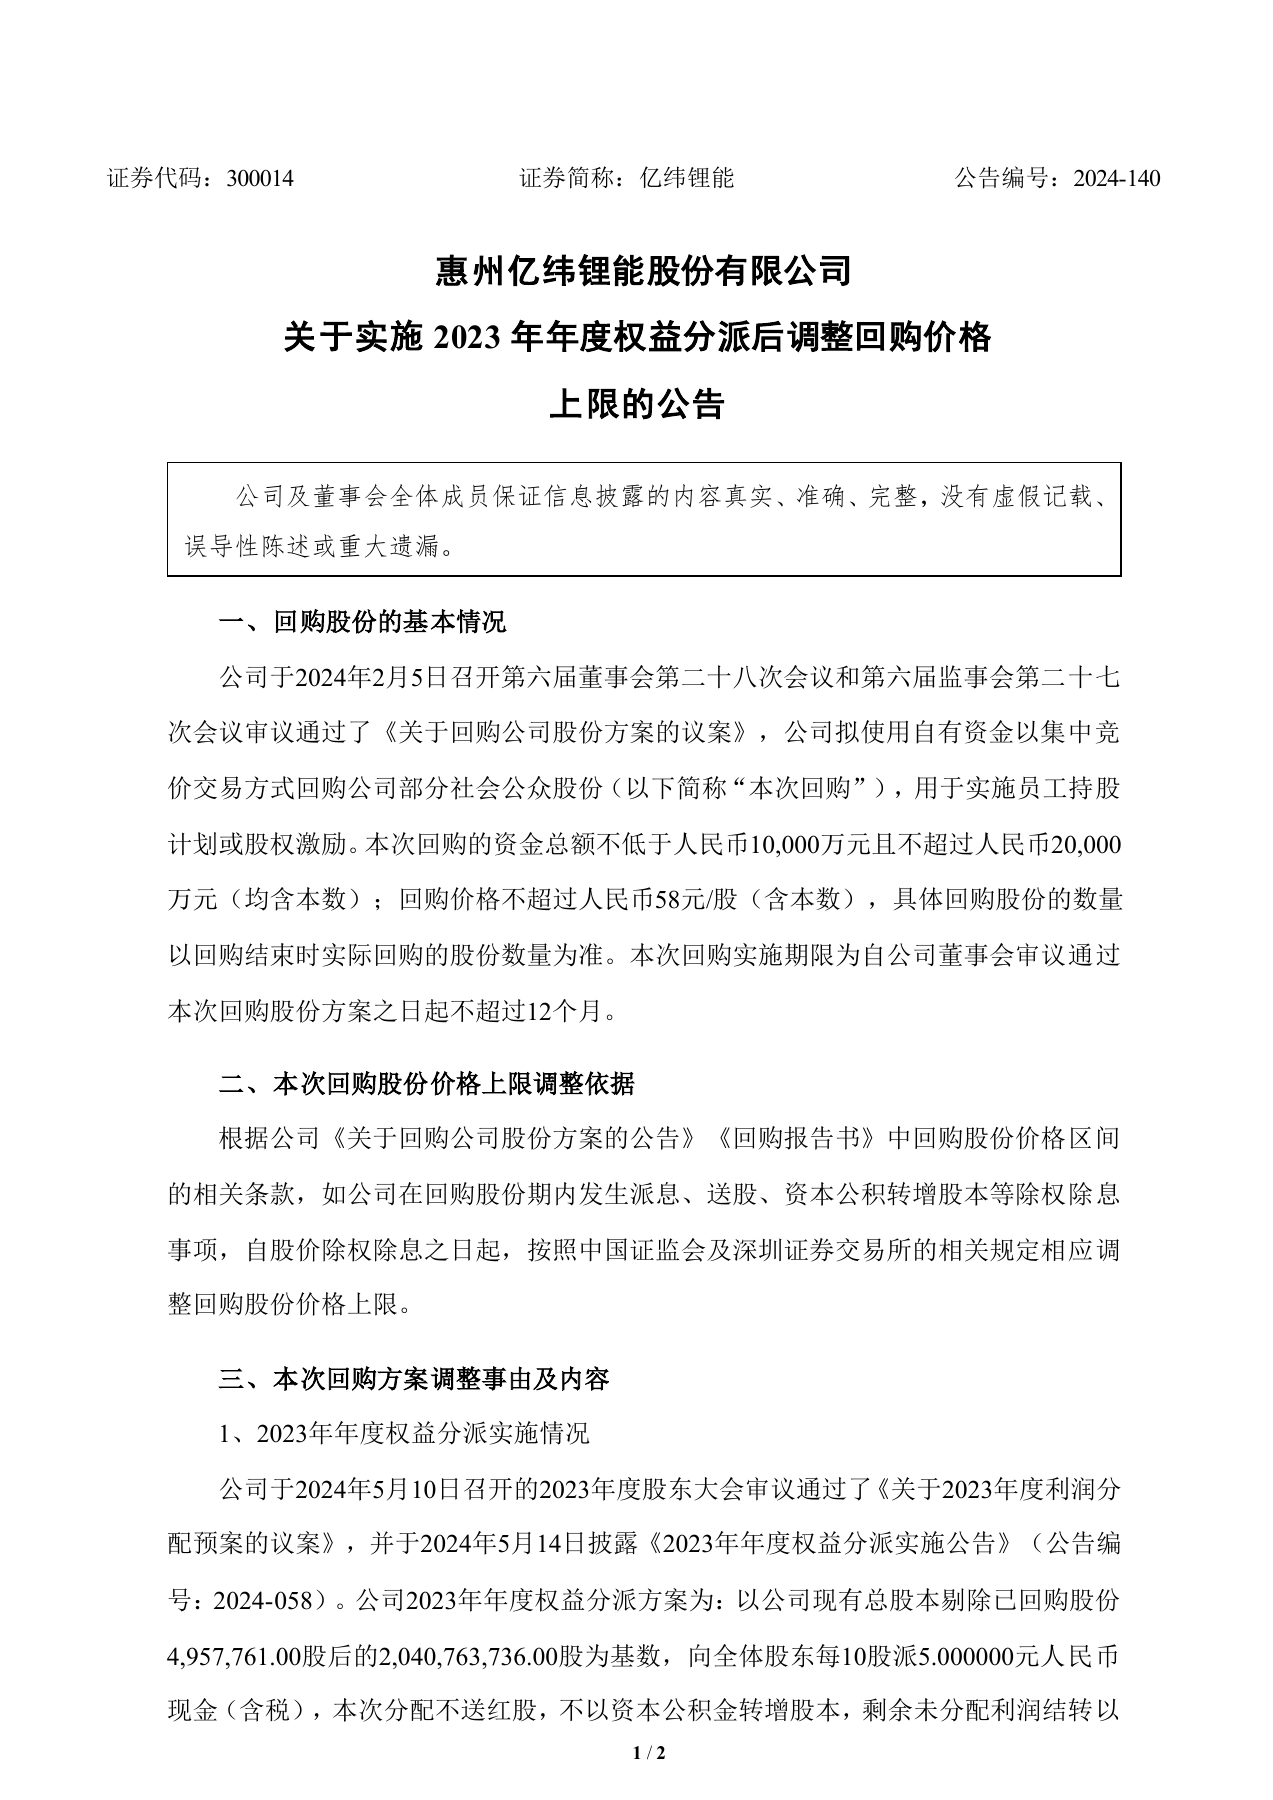 证券代码：300014 证券简称：亿纬锂能 公告编号：2024-140
惠州亿纬锂能股份有限公司
关于实施 2023 年年度权益分派后调整回购价格
上限的公告
公司及董事会全体成员保证信息披露的内容真实、准确、完整，没有虚假记载、
误导性陈述或重大遗漏。
一、回购股份的基本情况
公司于2024年2月5日召开第六届董事会第二十八次会议和第六届监事会第二十七
次会议审议通过了《关于回购公司股份方案的议案》，公司拟使用自有资金以集中竞
价交易方式回购公司部分社会公众股份（以下简称“本次回购”），用于实施员工持股
计划或股权激励。本次回购的资金总额不低于人民币10,000万元且不超过人民币20,000
万元（均含本数）；回购价格不超过人民币58元/股（含本数），具体回购股份的数量
以回购结束时实际回购的股份数量为准。本次回购实施期限为自公司董事会审议通过
本次回购股份方案之日起不超过12个月。
二、本次回购股份价格上限调整依据
根据公司《关于回购公司股份方案的公告》《回购报告书》中回购股份价格区间
的相关条款，如公司在回购股份期内发生派息、送股、资本公积转增股本等除权除息
事项，自股价除权除息之日起，按照中国证监会及深圳证券交易所的相关规定相应调
整回购股份价格上限。
三、本次回购方案调整事由及内容
1、2023年年度权益分派实施情况
公司于2024年5月10日召开的2023年度股东大会审议通过了《关于2023年度利润分
配预案的议案》，并于2024年5月14日披露《2023年年度权益分派实施公告》（公告编
号：2024-058）。公司2023年年度权益分派方案为：以公司现有总股本剔除已回购股份
4,957,761.00股后的2,040,763,736.00股为基数，向全体股东每10股派5.000000元人民币
现金（含税），本次分配不送红股，不以资本公积金转增股本，剩余未分配利润结转以
1 / 2